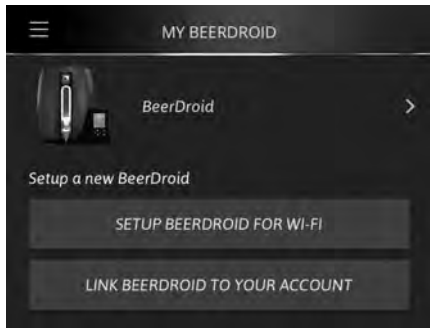 MY BEERDROID
BeerDroid
Setup a new BeerDroid
SETUP BEERDROID FOR WI-FI
LINK BEERDROID TO YOUR ACCOUNT